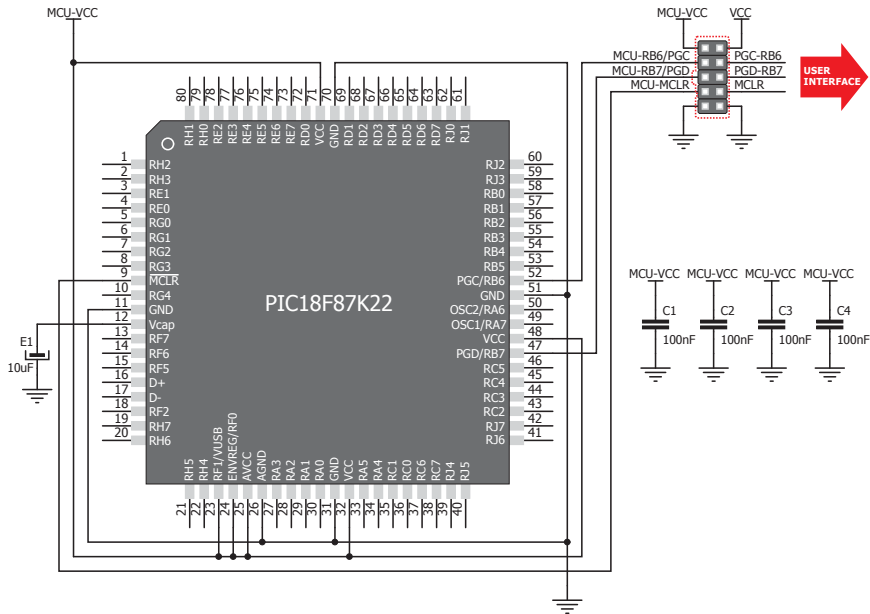 MCU-VCC
MCU-VCC VCC
MCU-RB6/PGC PGC-RB6
MCU-RB7/PGD PGD-RB7
MCU-MCLR MCLR
USER
INTERFACE
80 79 78 77 76 75 74 73 72 71 70 69 68 67 66 65 64 63 62 61
RH1 RH0 RE2 RE3 RE4 RE5 RE6 RE7 RD0 VCC GND RD1 RD2 RD3 RD4 RD5 RD6 RD7 RJ0 RJ1
1 RH2
2 RH3
3 RE1
4 RE0
5 RG0
6 RG1
7 RG2
8 RG3
9 MCLR
10 RG4
11 GND
12 Vcap
13 RF7
14 RF6
15 RF5
16 D+
17 D-
18 RF2
19 RH7
20 RH6
PIC18F87K22
RJ2 60
RJ3 59
RB0 58
RB1 57
RB2 56
RB3 55
RB4 54
RB5 53
PGC/RB6 52
GND 51
OSC2/RA6 50
OSC1/RA7 49
VCC 48
PGD/RB7 47
RC5 46
RC4 45
RC3 44
RC2 43
RJ7 42
RJ6 41
RH5 RH4 RF1/VUSB ENVREG/RF0 AVCC AGND RA3 RA2 RA1 RA0 GND VCC RA5 RA4 RC1 RC0 RC6 RC7 RJ4 RJ5
21 22 23 24 25 26 27 28 29 30 31 32 33 34 35 36 37 38 39 40
E1
10uF
MCU-VCC MCU-VCC MCU-VCC MCU-VCC
C1 C2 C3 C4
100nF 100nF 100nF 100nF